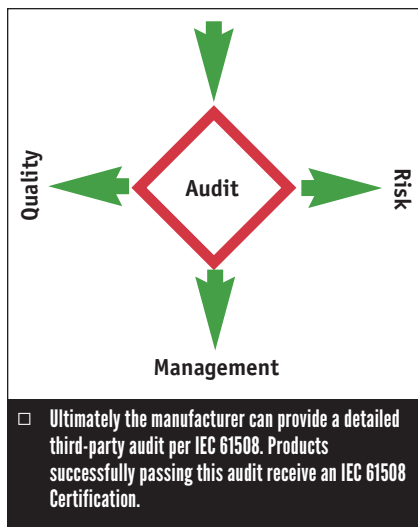 Quality
Audit
Risk
Management
□ Ultimately the manufacturer can provide a detailed
third-party audit per IEC 61508. Products
successfully passing this audit receive an IEC 61508
Certification.